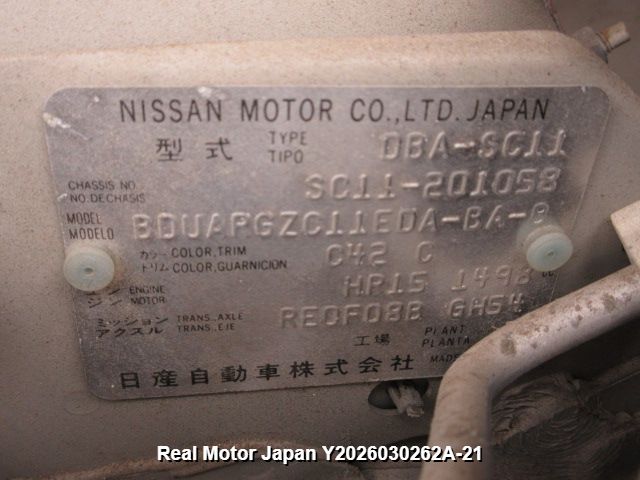 NISSAN MOTOR CO.,LTD. JAPAN
型式 TYPE TIPO DBA-SC11
CHASSIS NO. NO.DECHASIS SC11-201058
MODEL MODELO
カラー COLOR,TRIM C42 C
トリム COLOR,GUARNICION
ENGINE MOTOR HR15 1498 cc
ミッション TRANS.,AXLE RE0F08B GH54
アクスル TRANS.,EJE
工場 PLANT PLANTA
日産自動車株式会社 MADE
Real Motor Japan Y2026030262A-21